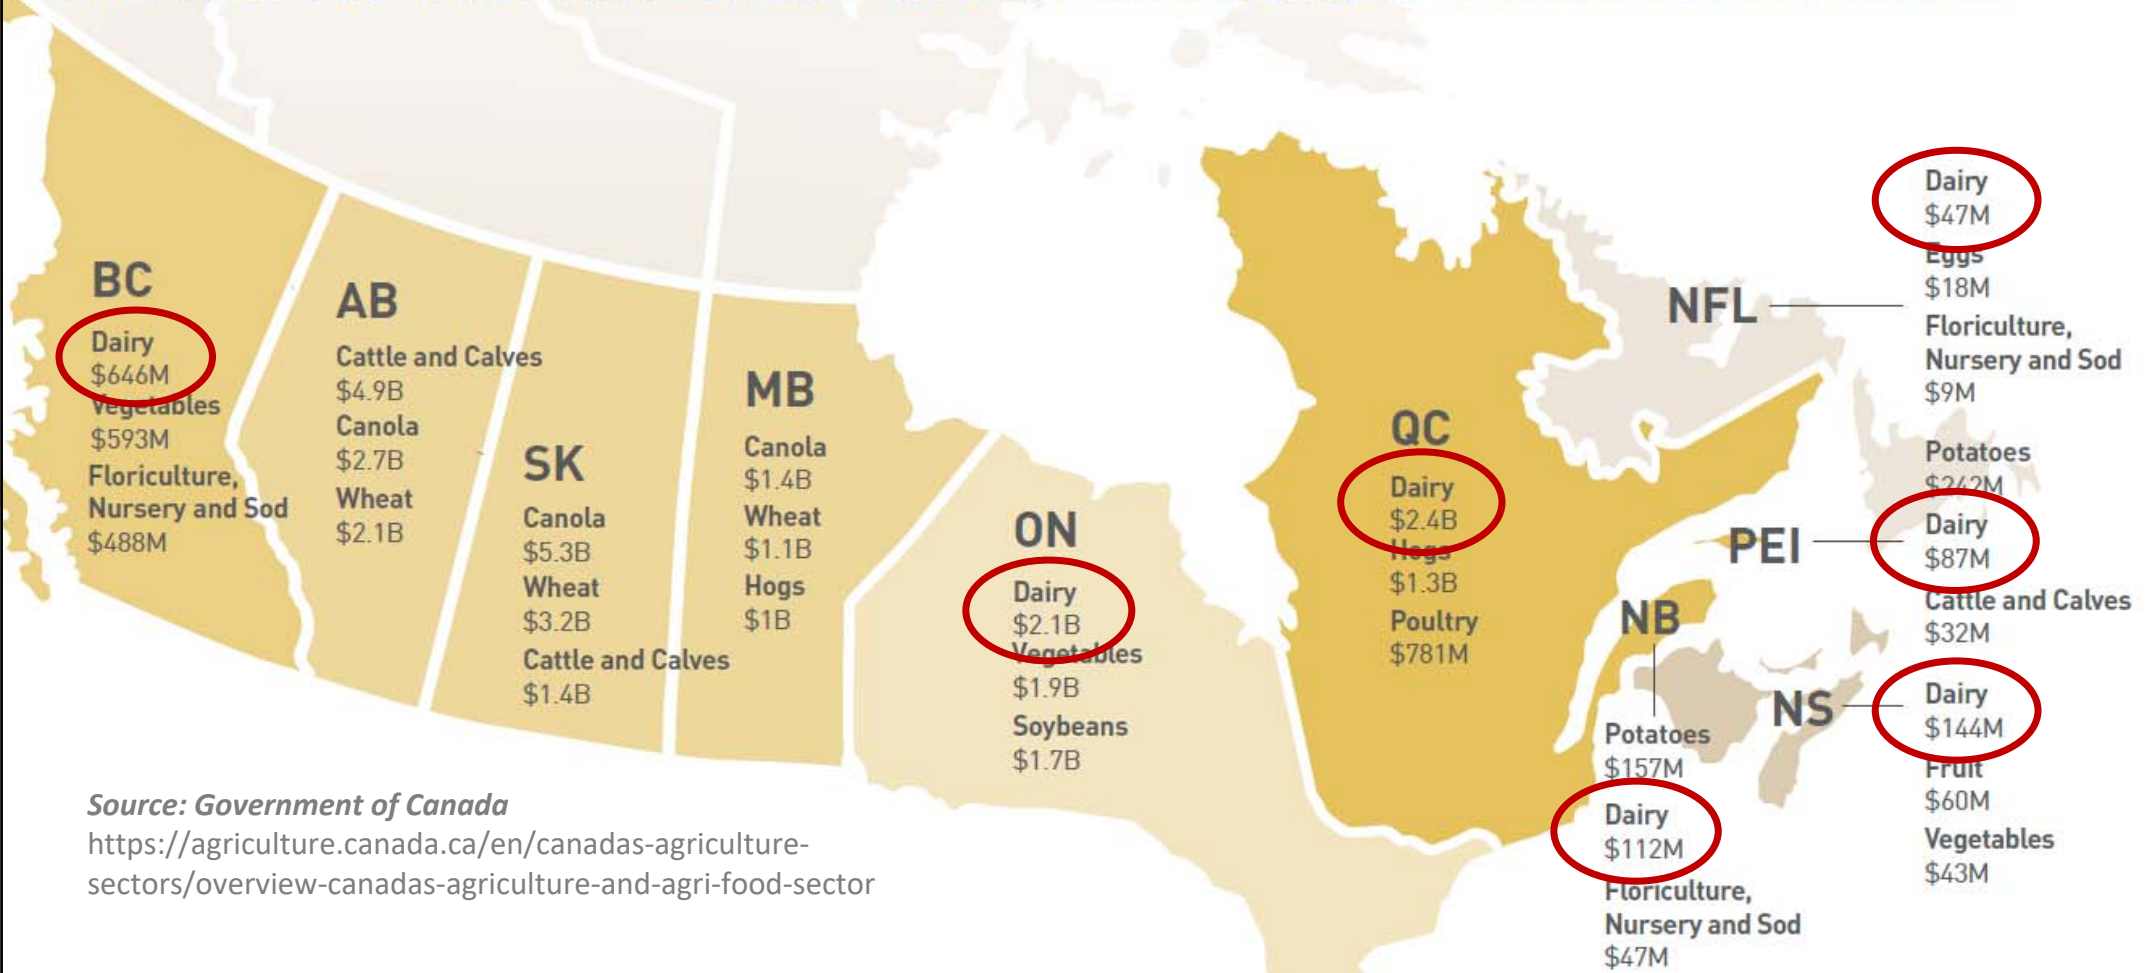 BC
Dairy
$646M
Vegetables
$593M
Floriculture,
Nursery and Sod
$488M
AB
Cattle and Calves
$4.9B
Canola
$2.7B
Wheat
$2.1B
SK
Canola
$5.3B
Wheat
$3.2B
Cattle and Calves
$1.4B
MB
Canola
$1.4B
Wheat
$1.1B
Hogs
$1B
ON
Dairy
$2.1B
Vegetables
$1.9B
Soybeans
$1.7B
QC
Dairy
$2.4B
Hogs
$1.3B
Poultry
$781M
NFL
Dairy
$47M
Eggs
$18M
Floriculture,
Nursery and Sod
$9M
PEI
Potatoes
$242M
Dairy
$87M
Cattle and Calves
$32M
NB
Potatoes
$157M
Dairy
$112M
Floriculture,
Nursery and Sod
$47M
NS
Dairy
$144M
Fruit
$60M
Vegetables
$43M
Source: Government of Canada
https://agriculture.canada.ca/en/canadas-agriculture-
sectors/overview-canadas-agriculture-and-agri-food-sector